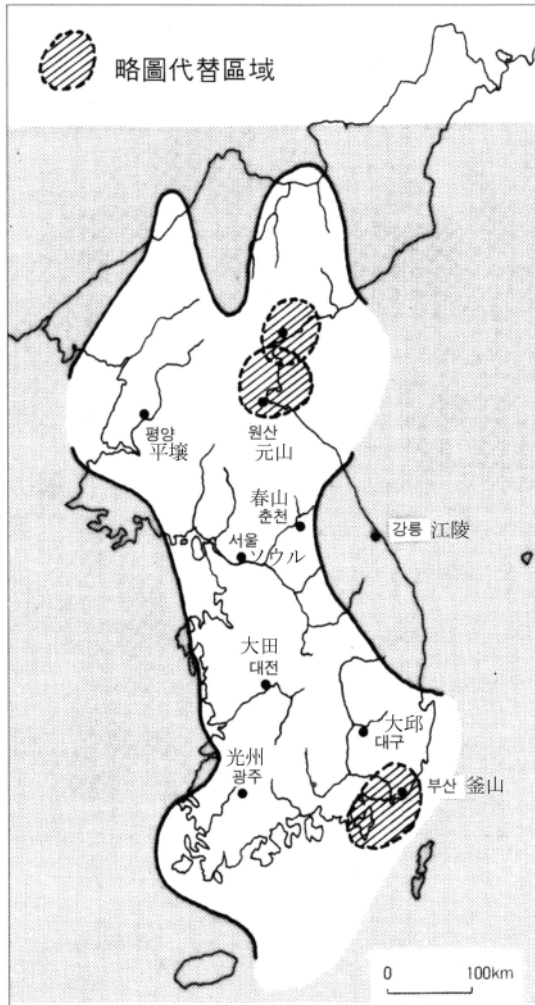 略圖代替區域
평양
平壌
원산
元山
春山
춘천
서울
ソウル
강릉 江陵
大田
대전
大邱
대구
光州
광주
부산 釜山
0 100km